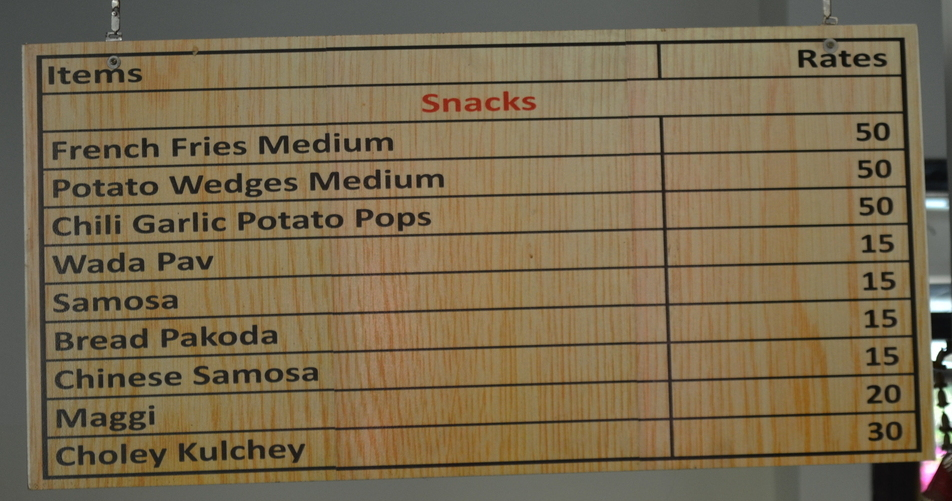 Items Rates
Snacks
French Fries Medium 50
Potato Wedges Medium 50
Chili Garlic Potato Pops 50
Wada Pav 15
Samosa 15
Bread Pakoda 15
Chinese Samosa 15
Maggi 20
Choley Kulchey 30